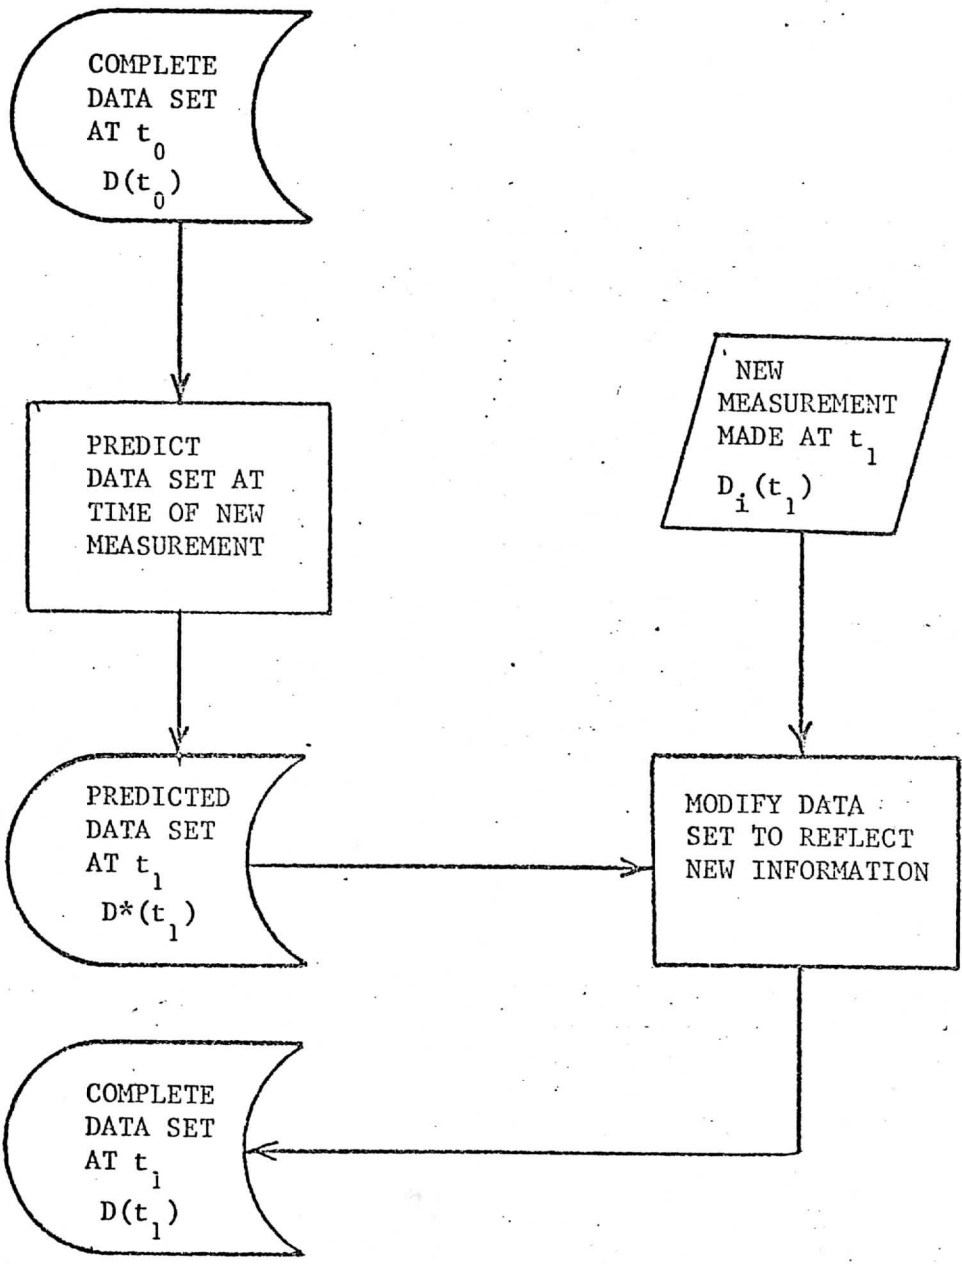 COMPLETE
DATA SET
AT t₀
D(t₀)
PREDICT
DATA SET AT
TIME OF NEW
MEASUREMENT
NEW
MEASUREMENT
MADE AT t₁
Dᵢ(t₁)
PREDICTED
DATA SET
AT t₁
D*(t₁)
MODIFY DATA
SET TO REFLECT
NEW INFORMATION
COMPLETE
DATA SET
AT t₁
D(t₁)